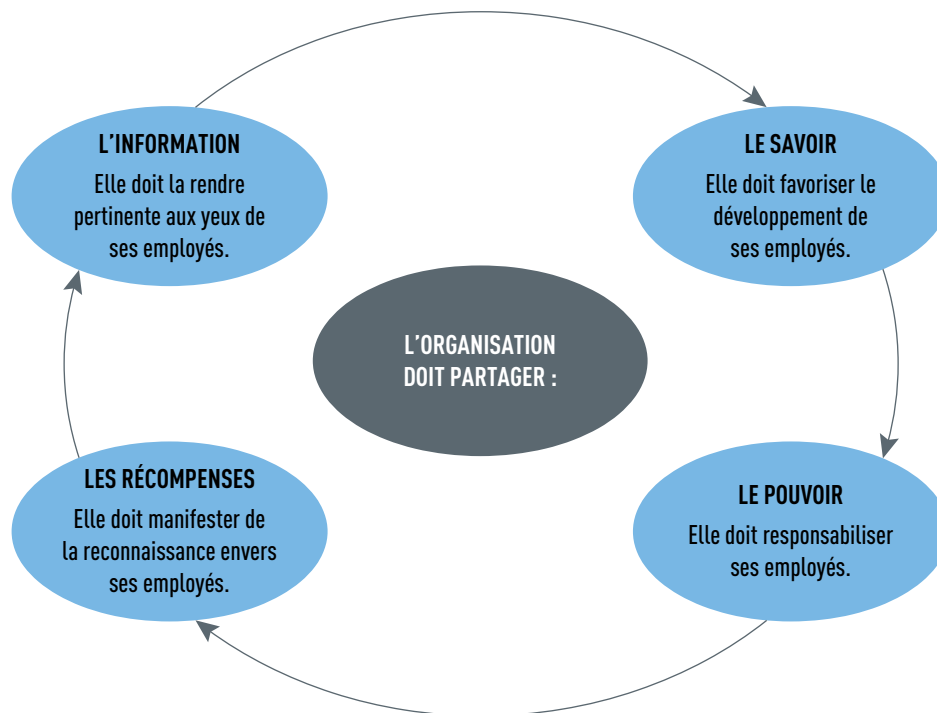 L’INFORMATION
Elle doit la rendre
pertinente aux yeux de
ses employés.
LE SAVOIR
Elle doit favoriser le
développement de
ses employés.
L’ORGANISATION
DOIT PARTAGER :
LES RÉCOMPENSES
Elle doit manifester de
la reconnaissance envers
ses employés.
LE POUVOIR
Elle doit responsabiliser
ses employés.